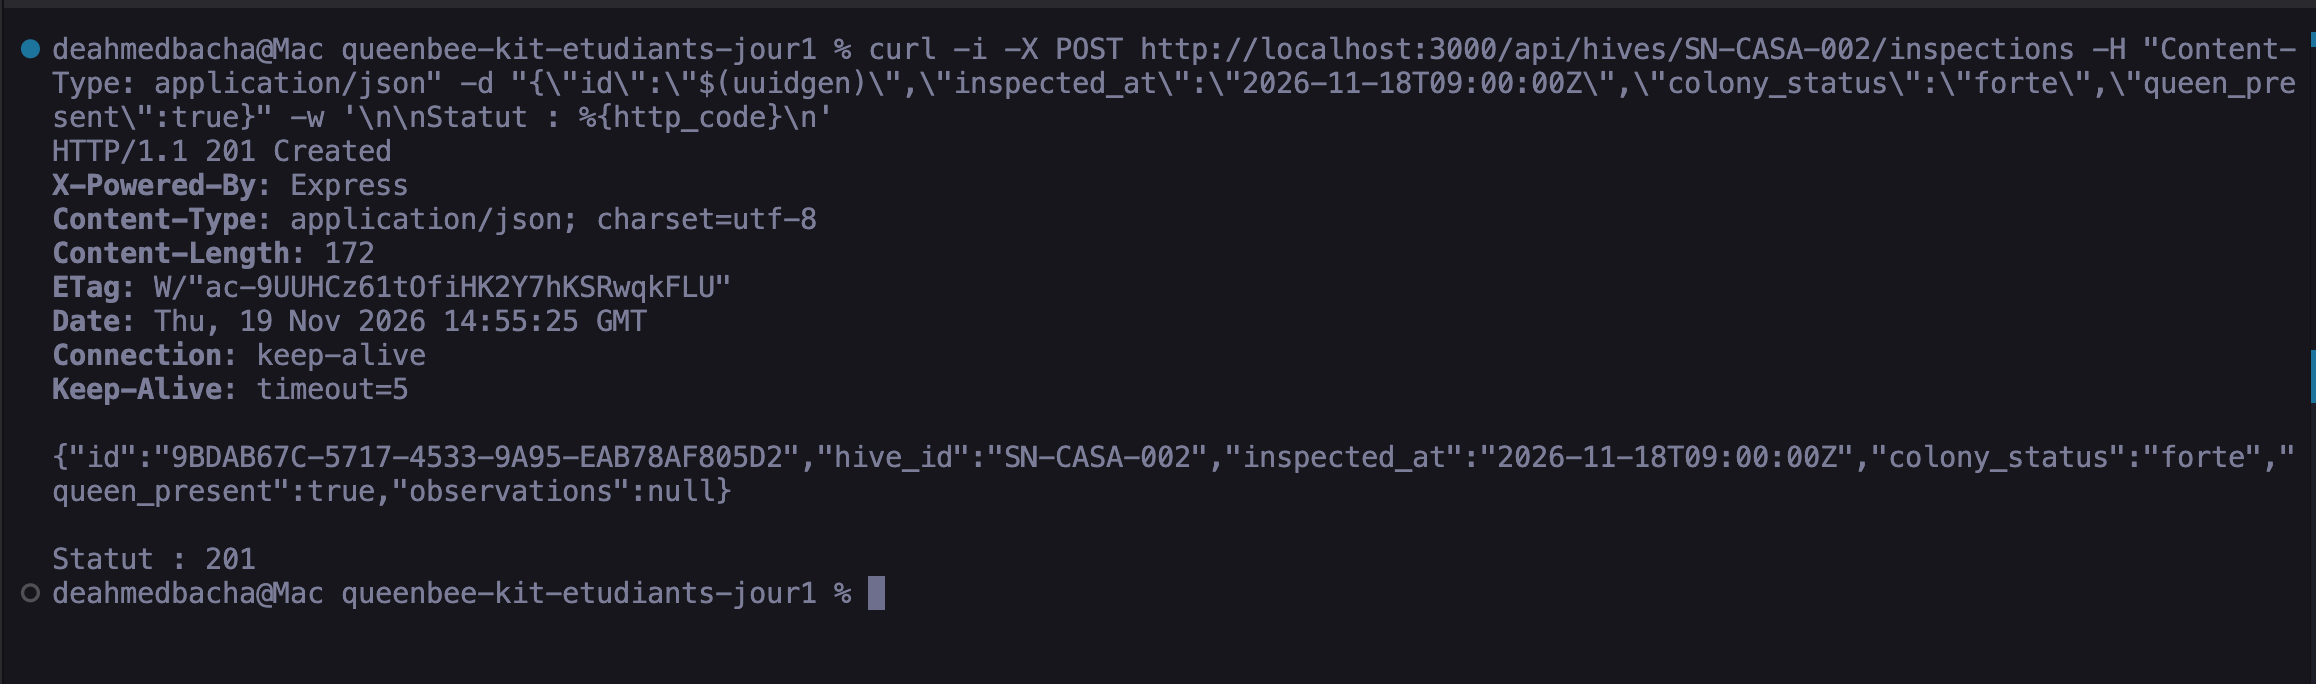 deahmedbacha@Mac queenbee-kit-etudiants-jour1 % curl -i -X POST http://localhost:3000/api/hives/SN-CASA-002/inspections -H "Content-
Type: application/json" -d "{\"id\":\"$(uuidgen)\",\"inspected_at\":\"2026-11-18T09:00:00Z\",\"colony_status\":\"forte\",\"queen_pre
sent\":true}" -w '\n\nStatut : %{http_code}\n'
HTTP/1.1 201 Created
X-Powered-By: Express
Content-Type: application/json; charset=utf-8
Content-Length: 172
ETag: W/"ac-9UUHCz61tOfiHK2Y7hKSRwqkFLU"
Date: Thu, 19 Nov 2026 14:55:25 GMT
Connection: keep-alive
Keep-Alive: timeout=5
{"id":"9BDAB67C-5717-4533-9A95-EAB78AF805D2","hive_id":"SN-CASA-002","inspected_at":"2026-11-18T09:00:00Z","colony_status":"forte","
queen_present":true,"observations":null}
Statut : 201
deahmedbacha@Mac queenbee-kit-etudiants-jour1 %